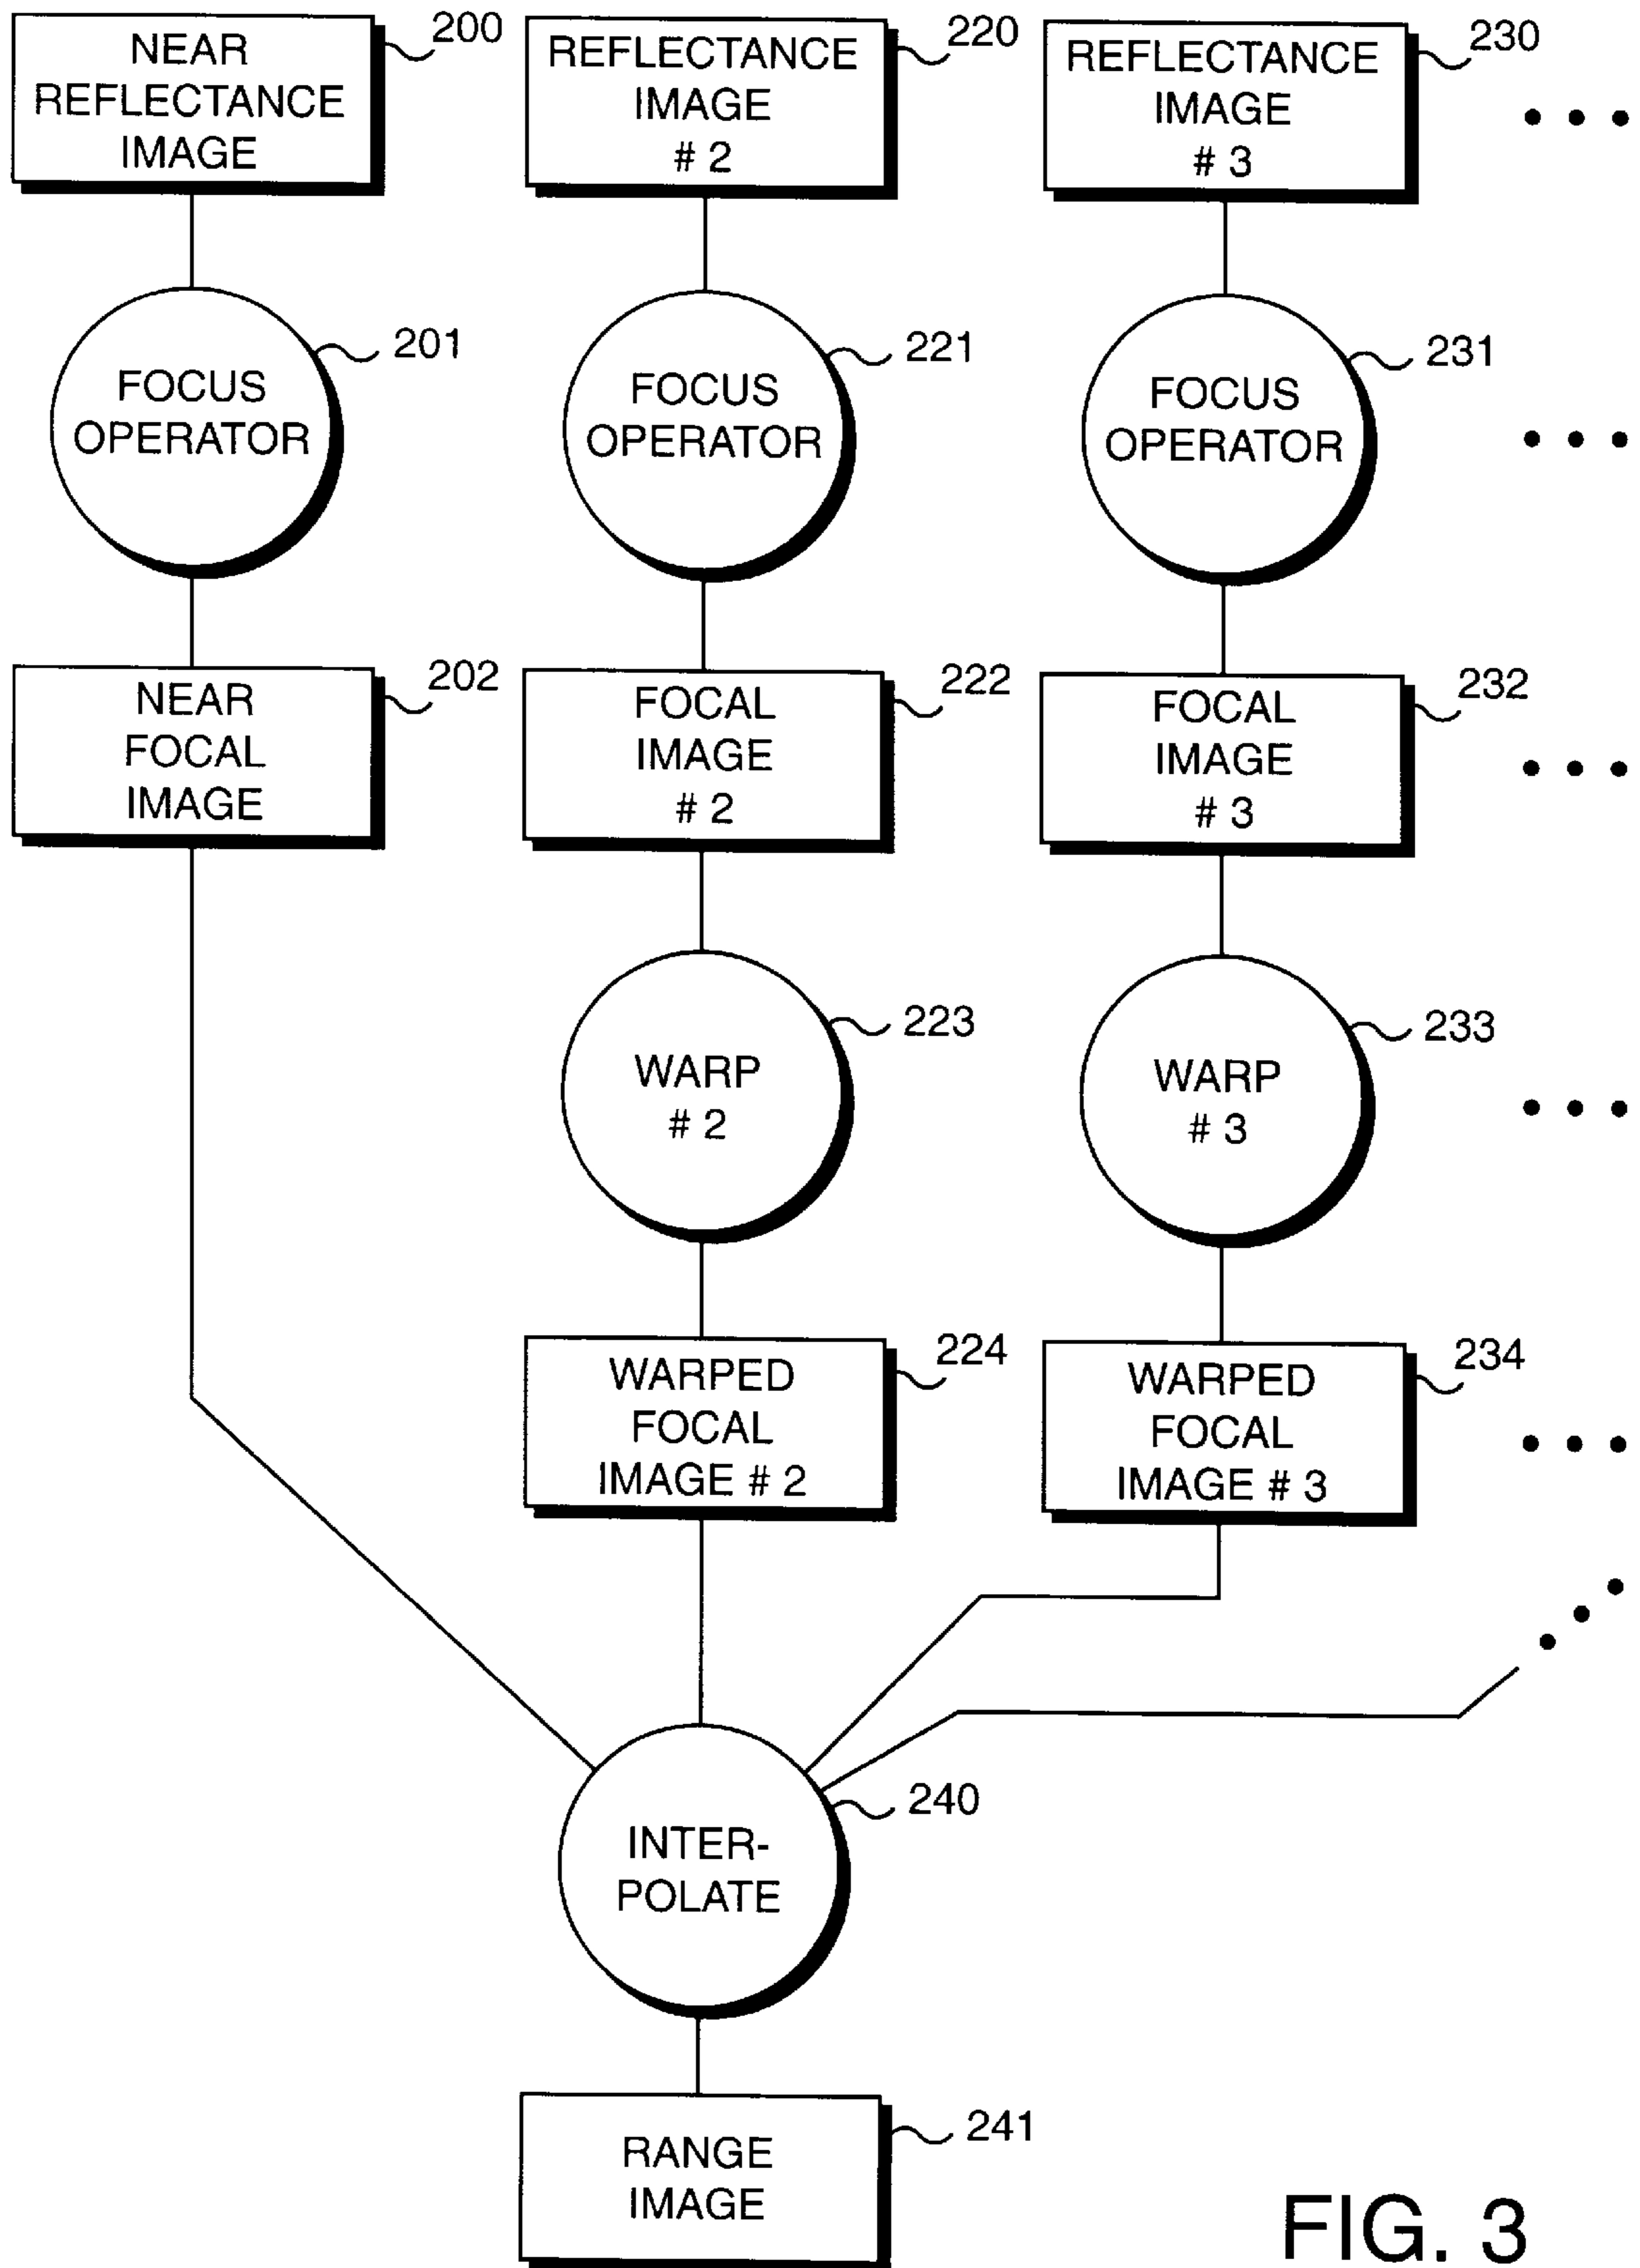 NEAR
REFLECTANCE
IMAGE
200
REFLECTANCE
IMAGE
# 2
220
REFLECTANCE
IMAGE
# 3
230
FOCUS
OPERATOR
201
FOCUS
OPERATOR
221
FOCUS
OPERATOR
231
NEAR
FOCAL
IMAGE
202
FOCAL
IMAGE
# 2
222
FOCAL
IMAGE
# 3
232
WARP
# 2
223
WARP
# 3
233
WARPED
FOCAL
IMAGE # 2
224
WARPED
FOCAL
IMAGE # 3
234
INTER-
POLATE
240
RANGE
IMAGE
241
FIG. 3